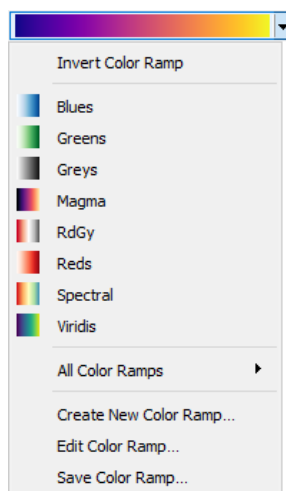 Invert Color Ramp
Blues
Greens
Greys
Magma
RdGy
Reds
Spectral
Viridis
All Color Ramps
Create New Color Ramp...
Edit Color Ramp...
Save Color Ramp...